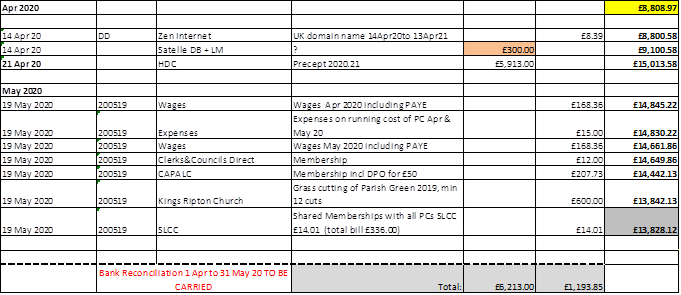 Apr 2020 £8,808.97
14 Apr 20 DD Zen Internet UK domain name 14Apr20to 13Apr21 £8.39 £8,800.58
14 Apr 20 Satelle DB + LM ? £300.00 £9,100.58
21 Apr 20 HDC Precept 2020.21 £5,913.00 £15,013.58
May 2020
19 May 2020 200519 Wages Wages Apr 2020 including PAYE £168.36 £14,845.22
Expenses on running cost of PC Apr &
19 May 2020 200519 Expenses May 20 £15.00 £14,830.22
19 May 2020 200519 Wages Wages May 2020 including PAYE £168.36 £14,661.86
19 May 2020 200519 Clerks&Councils Direct Membership £12.00 £14,649.86
19 May 2020 200519 CAPALC Membership incl DPO for £50 £207.73 £14,442.13
Grass cutting of Parish Green 2019, min
19 May 2020 200519 Kings Ripton Church 12 cuts £600.00 £13,842.13
Shared Memberships with all PCs SLCC
19 May 2020 200519 SLCC £14.01 (total bill £336.00) £14.01 £13,828.12
Bank Reconciliation 1 Apr to 31 May 20 TO BE
CARRIED Total: £6,213.00 £1,193.85